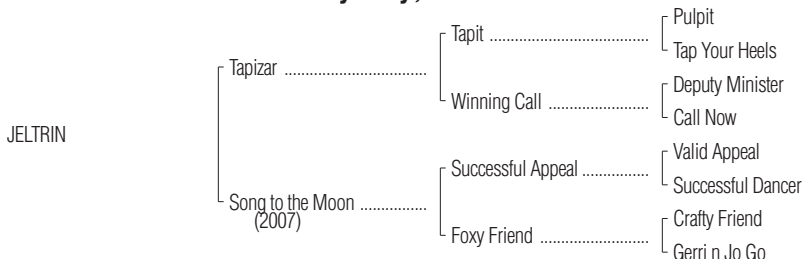 Pulpit
Tapit ......................................
Tap Your Heels
Tapizar ..................................
Deputy Minister
Winning Call ........................
Call Now
JELTRIN
Valid Appeal
Successful Appeal ................
Successful Dancer
Song to the Moon ................
(2007)
Crafty Friend
Foxy Friend ..........................
Gerri n Jo Go